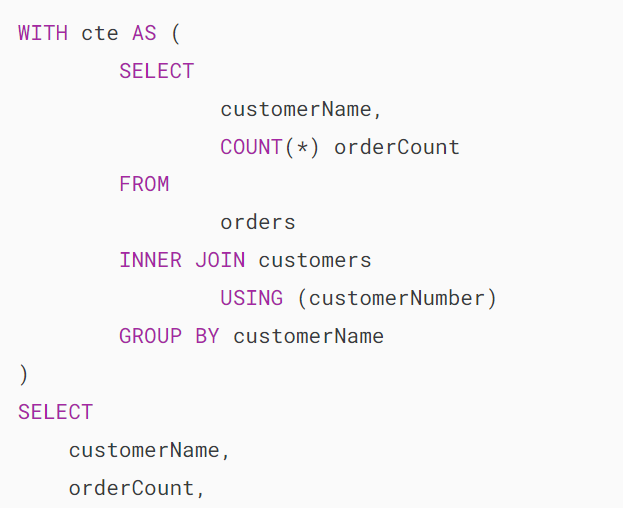 WITH cte AS (
        SELECT
                customerName,
                COUNT(*) orderCount
        FROM
                orders
        INNER JOIN customers
                USING (customerNumber)
        GROUP BY customerName
)
SELECT
    customerName,
    orderCount,